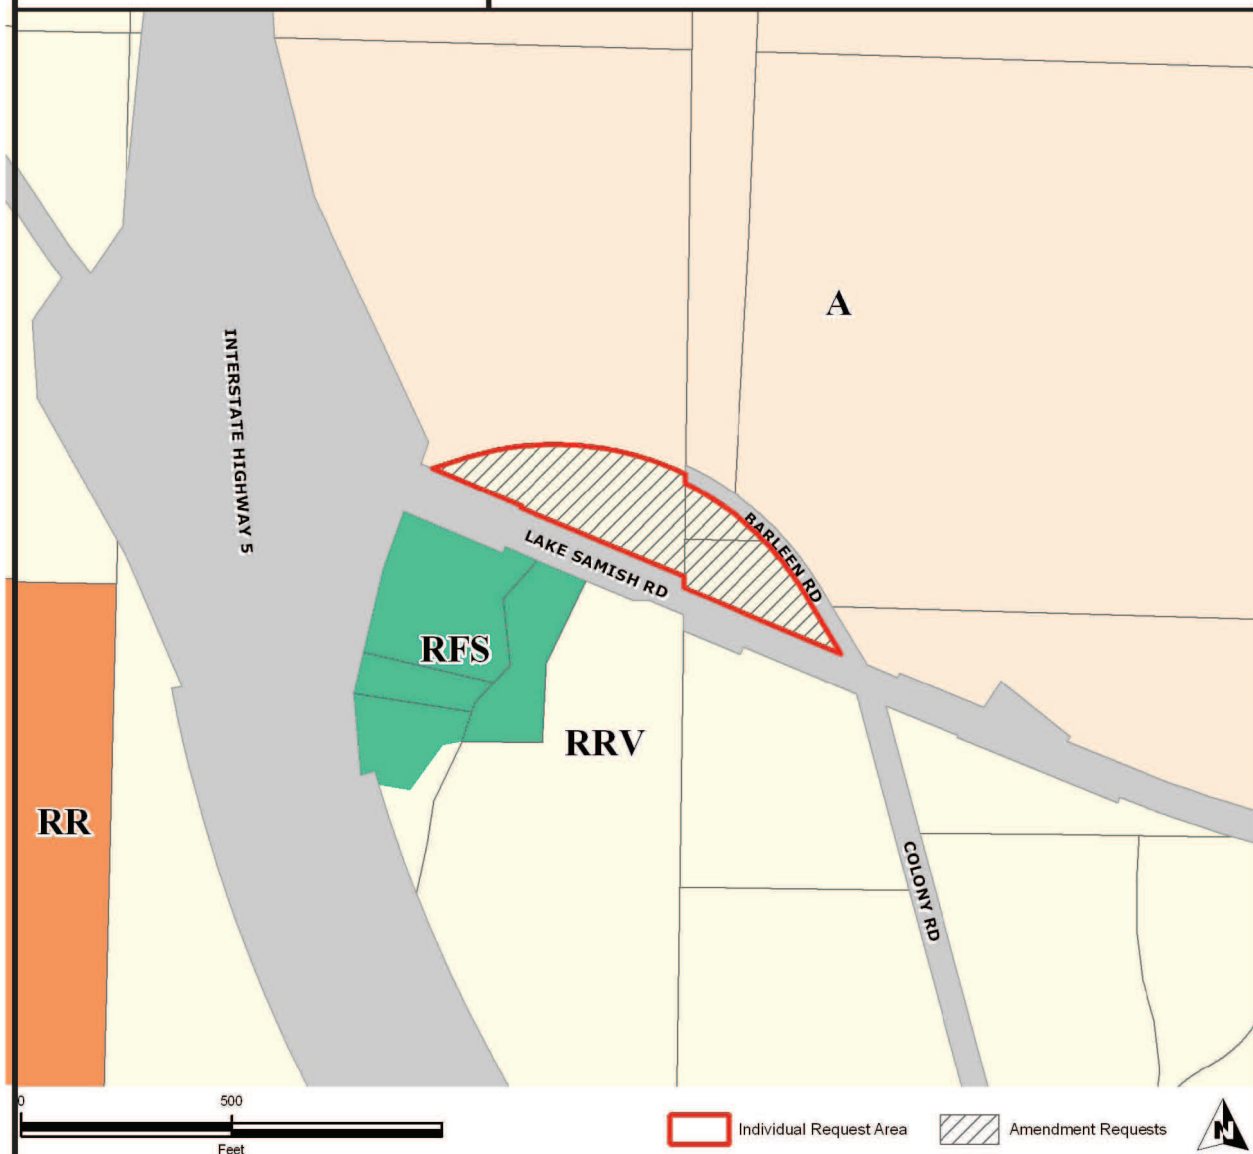 A
INTERSTATE HIGHWAY 5
BARLEEN RD
LAKE SAMISH RD
RFS
RRV
RR
COLONY RD
0 500
Feet
Individual Request Area
Amendment Requests
N